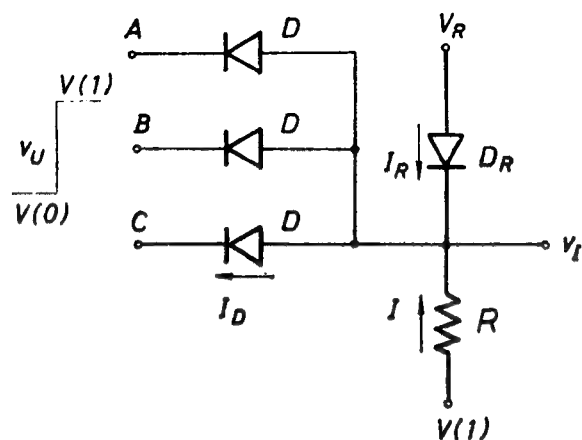 A
D
V_R
V(1)
v_U
V(0)
B
D
I_R
D_R
C
D
v_I
I_D
I
R
V(1)